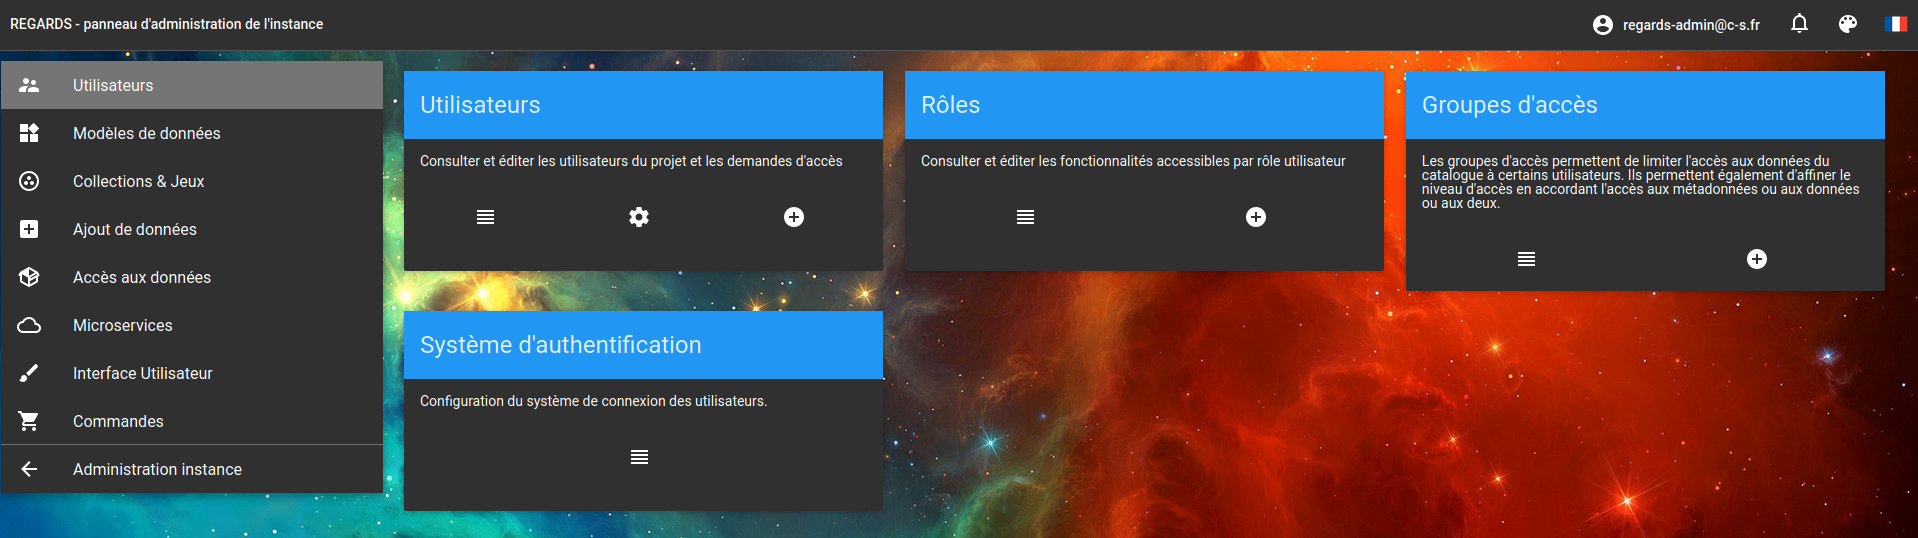 REGARDS - panneau d'administration de l'instance
regards-admin@c-s.fr
Utilisateurs
Modèles de données
Collections & Jeux
Ajout de données
Accès aux données
Microservices
Interface Utilisateur
Commandes
Administration instance
Utilisateurs
Consulter et éditer les utilisateurs du projet et les demandes d'accès
Rôles
Consulter et éditer les fonctionnalités accessibles par rôle utilisateur
Groupes d'accès
Les groupes d'accès permettent de limiter l'accès aux données du
catalogue à certains utilisateurs. Ils permettent également d'affiner le
niveau d'accès en accordant l'accès aux métadonnées ou aux données
ou aux deux.
Système d'authentification
Configuration du système de connexion des utilisateurs.